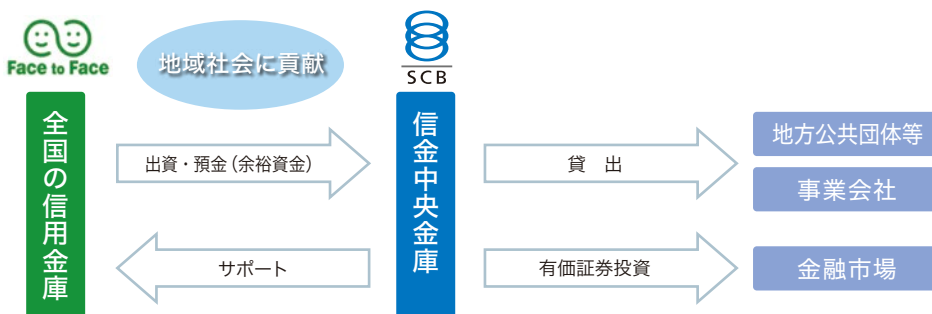 Face to Face
地域社会に貢献
SCB
全国の信用金庫
出資・預金（余裕資金）
サポート
信金中央金庫
貸 出
有価証券投資
地方公共団体等
事業会社
金融市場